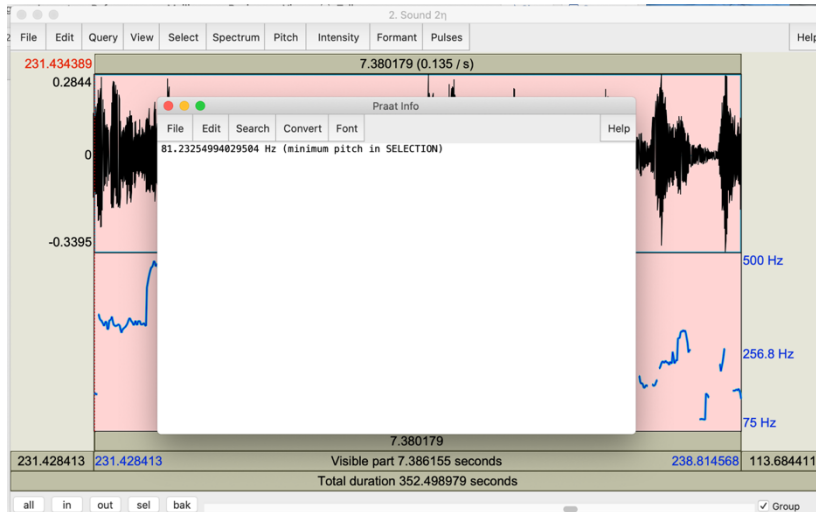 2. Sound 2η
File Edit Query View Select Spectrum Pitch Intensity Formant Pulses Help
231.434389 7.380179 (0.135 / s)
0.2844
Praat Info
File Edit Search Convert Font Help
81.23254994029504 Hz (minimum pitch in SELECTION)
0
-0.3395
500 Hz
256.8 Hz
75 Hz
7.380179
231.428413 231.428413 Visible part 7.386155 seconds 238.814568 113.684411
Total duration 352.498979 seconds
all in out sel bak Group